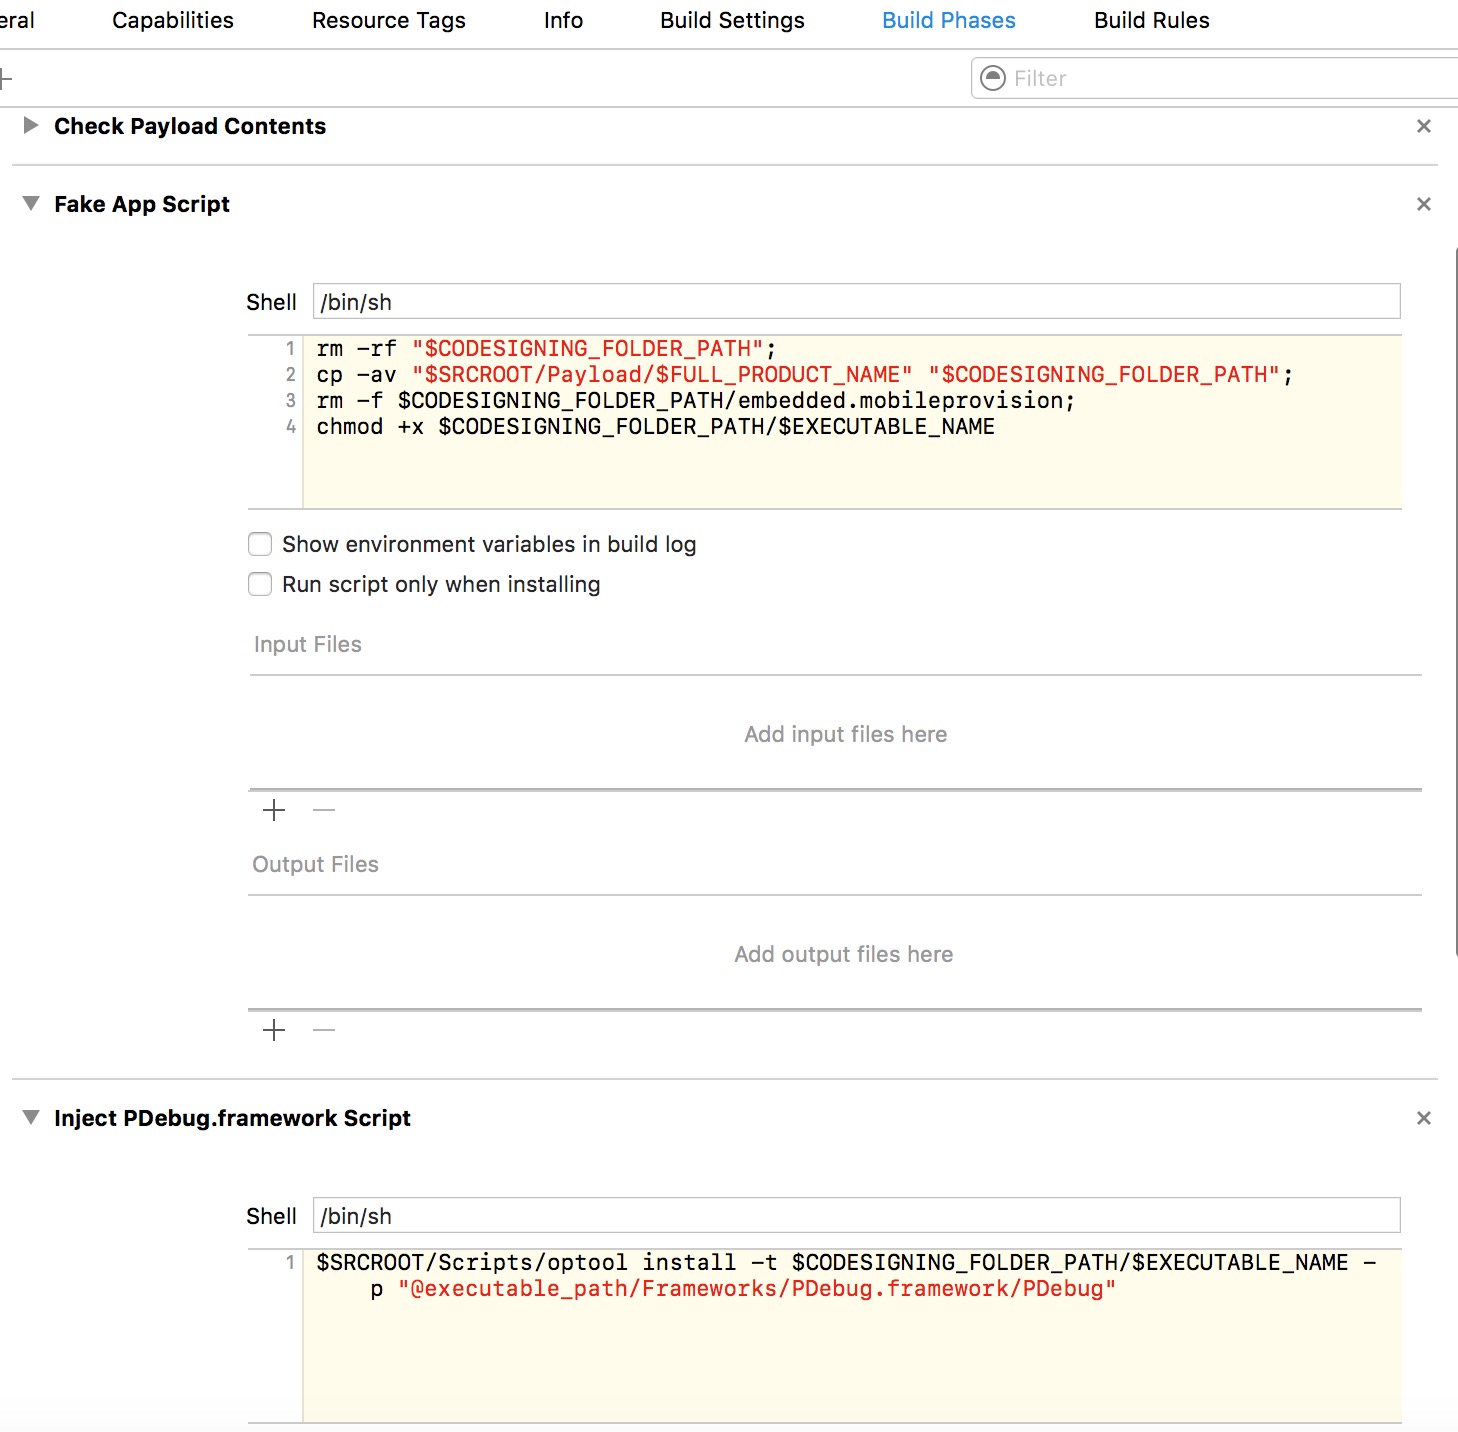 eral Capabilities Resource Tags Info Build Settings Build Phases Build Rules
Filter
Check Payload Contents
Fake App Script
Shell /bin/sh
1 rm -rf "$CODESIGNING_FOLDER_PATH";
2 cp -av "$SRCROOT/Payload/$FULL_PRODUCT_NAME" "$CODESIGNING_FOLDER_PATH";
3 rm -f $CODESIGNING_FOLDER_PATH/embedded.mobileprovision;
4 chmod +x $CODESIGNING_FOLDER_PATH/$EXECUTABLE_NAME
Show environment variables in build log
Run script only when installing
Input Files
Add input files here
Output Files
Add output files here
Inject PDebug.framework Script
Shell /bin/sh
1 $SRCROOT/Scripts/optool install -t $CODESIGNING_FOLDER_PATH/$EXECUTABLE_NAME -
p "@executable_path/Frameworks/PDebug.framework/PDebug"